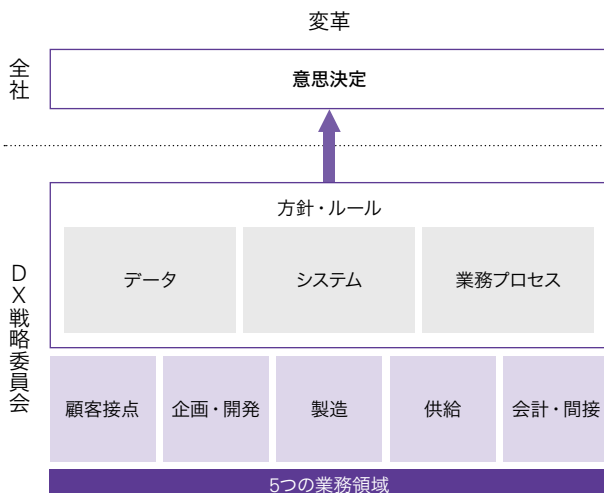 変革
全社
意思決定
DX戦略委員会
方針・ルール
データ
システム
業務プロセス
顧客接点
企画・開発
製造
供給
会計・間接
5つの業務領域